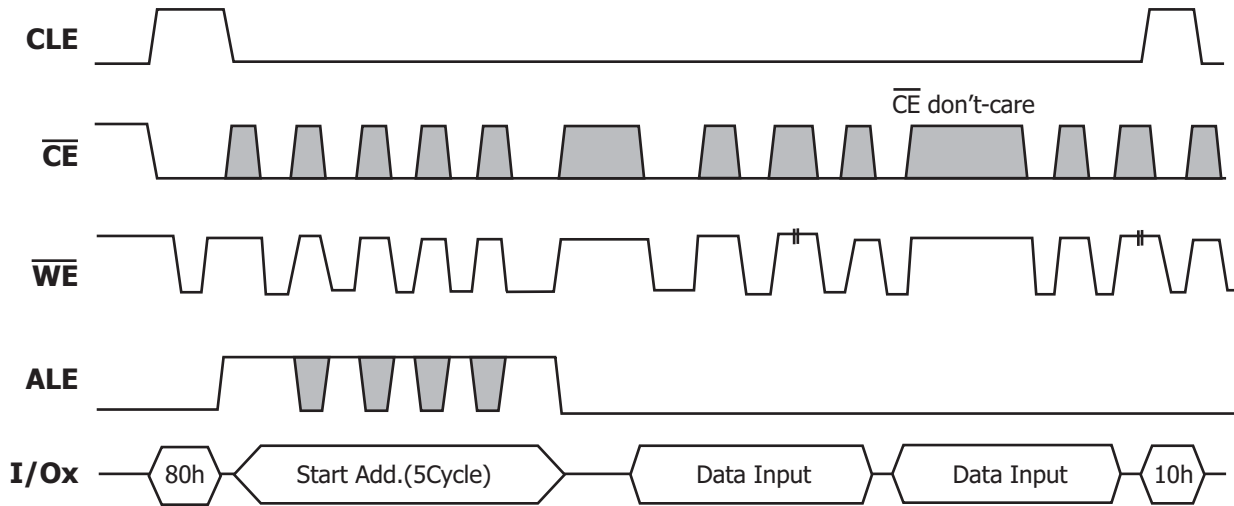 CLE
CE don’t-care
CE
WE
ALE
I/Ox 80h Start Add.(5Cycle) Data Input Data Input 10h